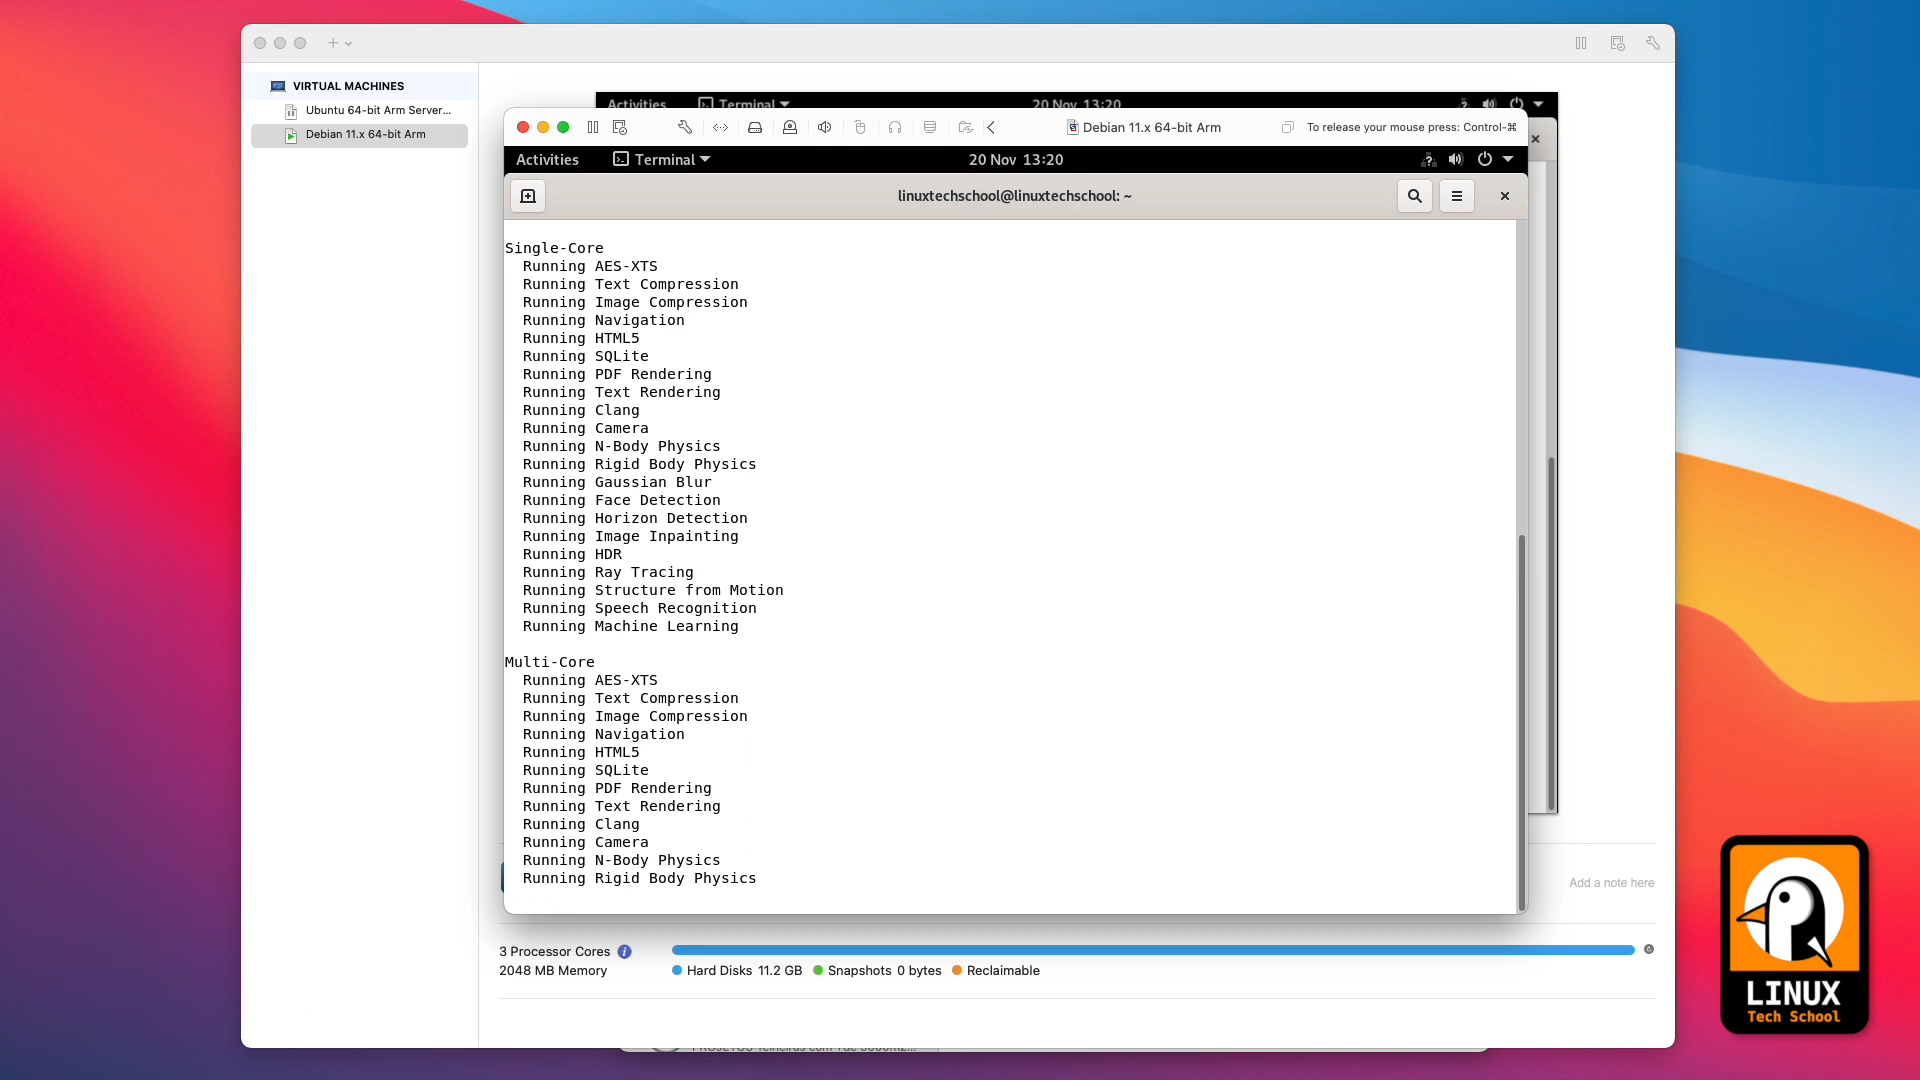 VIRTUAL MACHINES
Ubuntu 64-bit Arm Server...
Debian 11.x 64-bit Arm
Activities
Terminal
20 Nov 13:20
Debian 11.x 64-bit Arm
To release your mouse press: Control-⌘
Activities
Terminal
20 Nov 13:20
linuxtechschool@linuxtechschool: ~
Single-Core
Running AES-XTS
Running Text Compression
Running Image Compression
Running Navigation
Running HTML5
Running SQLite
Running PDF Rendering
Running Text Rendering
Running Clang
Running Camera
Running N-Body Physics
Running Rigid Body Physics
Running Gaussian Blur
Running Face Detection
Running Horizon Detection
Running Image Inpainting
Running HDR
Running Ray Tracing
Running Structure from Motion
Running Speech Recognition
Running Machine Learning
Multi-Core
Running AES-XTS
Running Text Compression
Running Image Compression
Running Navigation
Running HTML5
Running SQLite
Running PDF Rendering
Running Text Rendering
Running Clang
Running Camera
Running N-Body Physics
Running Rigid Body Physics
Add a note here
3 Processor Cores
2048 MB Memory
Hard Disks 11.2 GB
Snapshots 0 bytes
Reclaimable
LINUX
Tech School